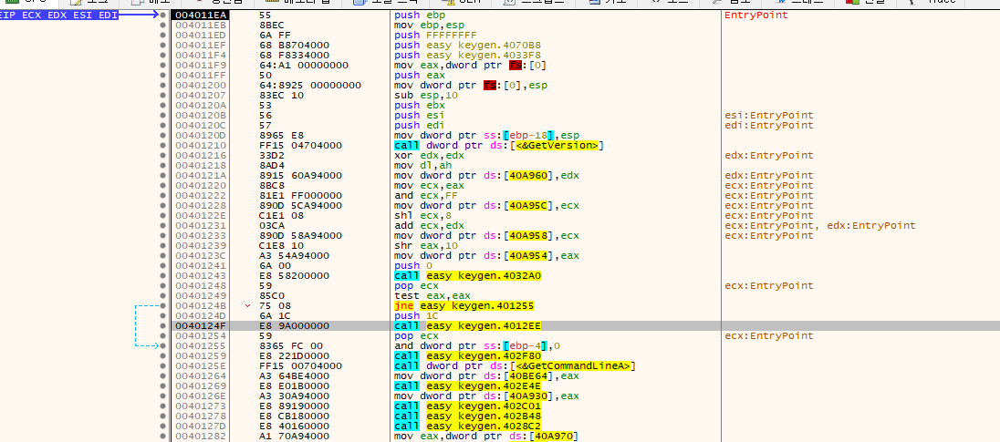 EIP ECX EDX ESI EDI 004011EA 55 push ebp EntryPoint
004011EB 8BEC mov ebp,esp
004011ED 6A FF push FFFFFFFF
004011EF 68 B8704000 push easy keygen.4070B8
004011F4 68 F8334000 push easy keygen.4033F8
004011F9 64:A1 00000000 mov eax,dword ptr fs:[0]
004011FF 50 push eax
00401200 64:8925 00000000 mov dword ptr fs:[0],esp
00401207 83EC 10 sub esp,10
0040120A 53 push ebx
0040120B 56 push esi esi:EntryPoint
0040120C 57 push edi edi:EntryPoint
0040120D 8965 E8 mov dword ptr ss:[ebp-18],esp
00401210 FF15 04704000 call dword ptr ds:[<&GetVersion>]
00401216 33D2 xor edx,edx edx:EntryPoint
00401218 8AD4 mov dl,ah
0040121A 8915 60A94000 mov dword ptr ds:[40A960],edx edx:EntryPoint
00401220 8BC8 mov ecx,eax ecx:EntryPoint
00401222 81E1 FF000000 and ecx,FF ecx:EntryPoint
00401228 890D 5CA94000 mov dword ptr ds:[40A95C],ecx ecx:EntryPoint
0040122E C1E1 08 shl ecx,8 ecx:EntryPoint
00401231 03CA add ecx,edx ecx:EntryPoint, edx:EntryPoint
00401233 890D 58A94000 mov dword ptr ds:[40A958],ecx ecx:EntryPoint
00401239 C1E8 10 shr eax,10
0040123C A3 54A94000 mov dword ptr ds:[40A954],eax
00401241 6A 00 push 0
00401243 E8 58200000 call easy keygen.4032A0
00401248 59 pop ecx ecx:EntryPoint
00401249 85C0 test eax,eax
0040124B 75 08 jne easy keygen.401255
0040124D 6A 1C push 1C
0040124F E8 9A000000 call easy keygen.4012EE
00401254 59 pop ecx ecx:EntryPoint
00401255 8365 FC 00 and dword ptr ss:[ebp-4],0
00401259 E8 221D0000 call easy keygen.402F80
0040125E FF15 00704000 call dword ptr ds:[<&GetCommandLineA>]
00401264 A3 64BE4000 mov dword ptr ds:[40BE64],eax
00401269 E8 E01B0000 call easy keygen.402E4E
0040126E A3 30A94000 mov dword ptr ds:[40A930],eax
00401273 E8 89190000 call easy keygen.402C01
00401278 E8 CB180000 call easy keygen.402B48
0040127D E8 40160000 call easy keygen.4028C2
00401282 A1 70A94000 mov eax,dword ptr ds:[40A970]